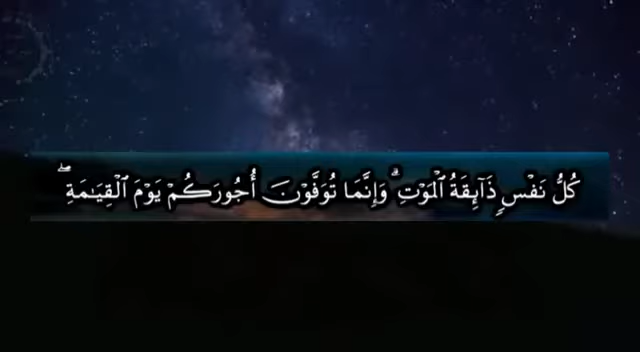 كُلُّ نَفْسٍ ذَآئِقَةُ ٱلْمَوْتِ ۗ وَإِنَّمَا تُوَفَّوْنَ أُجُورَكُمْ يَوْمَ ٱلْقِيَـٰمَةِ ۖ